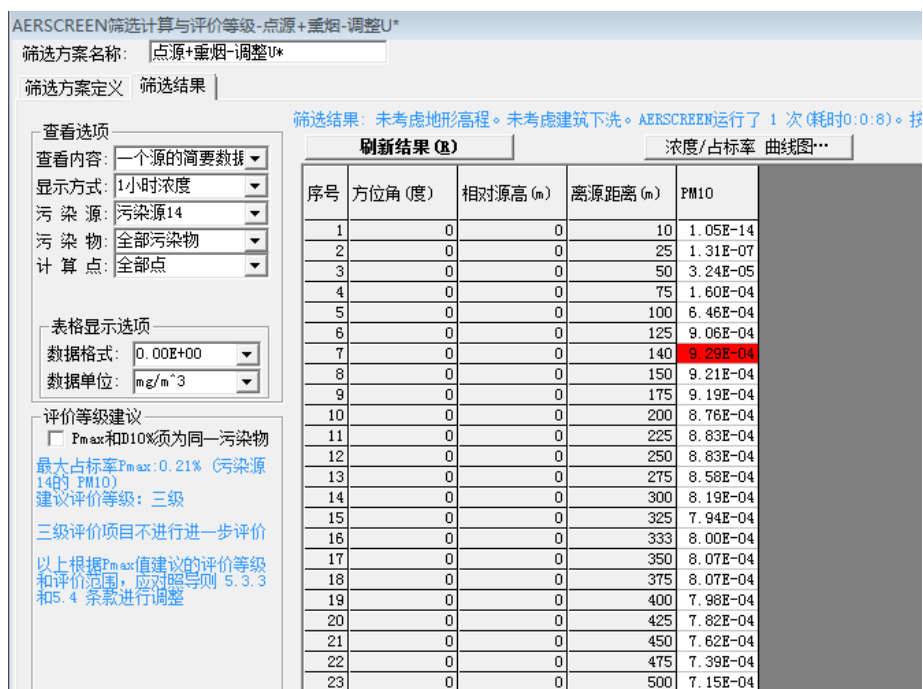 AERSCREEN筛选计算与评价等级-点源+熏烟-调整U*
筛选方案名称: 点源+熏烟-调整U*
筛选方案定义 筛选结果
查看选项
查看内容: 一个源的简要数据
显示方式: 1小时浓度
污 染 源: 污染源14
污 染 物: 全部污染物
计 算 点: 全部点
表格显示选项
数据格式: 0.00E+00
数据单位: mg/m^3
评价等级建议
Pmax和D10%须为同一污染物
最大占标率Pmax:0.21% (污染源
14的 PM10)
建议评价等级: 三级
三级评价项目不进行进一步评价
以上根据Pmax值建议的评价等级
和评价范围，应对照导则 5.3.3
和5.4 条款进行调整
筛选结果: 未考虑地形高程。未考虑建筑下洗。AERSCREEN运行了 1 次(耗时0:0:8)。按
刷新结果(R) 浓度/占标率 曲线图…
序号 方位角(度) 相对源高(m) 离源距离(m) PM10
1 0 0 10 1.05E-14
2 0 0 25 1.31E-07
3 0 0 50 3.24E-05
4 0 0 75 1.60E-04
5 0 0 100 6.46E-04
6 0 0 125 9.06E-04
7 0 0 140 9.29E-04
8 0 0 150 9.21E-04
9 0 0 175 9.19E-04
10 0 0 200 8.76E-04
11 0 0 225 8.83E-04
12 0 0 250 8.83E-04
13 0 0 275 8.58E-04
14 0 0 300 8.19E-04
15 0 0 325 7.94E-04
16 0 0 333 8.00E-04
17 0 0 350 8.07E-04
18 0 0 375 8.07E-04
19 0 0 400 7.98E-04
20 0 0 425 7.82E-04
21 0 0 450 7.62E-04
22 0 0 475 7.39E-04
23 0 0 500 7.15E-04